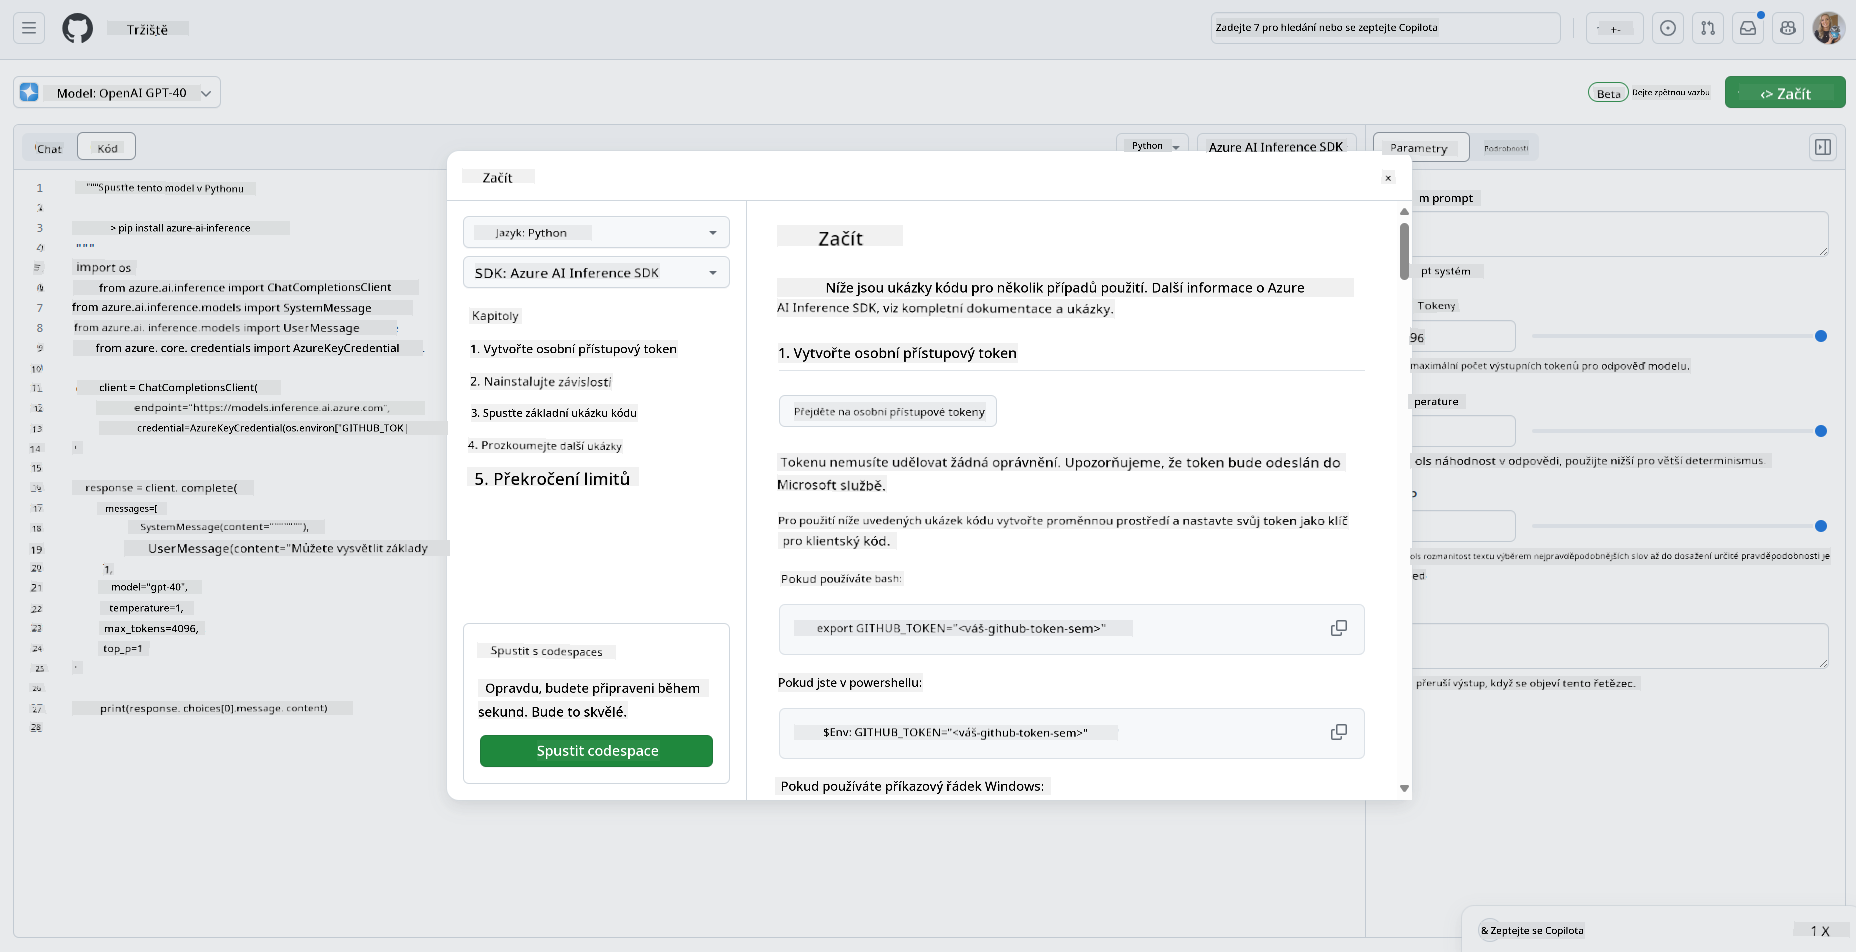 Tržiště
Zadejte 7 pro hledání nebo se zeptejte Copilota
Model: OpenAI GPT-40
Beta
Dejte zpětnou vazbu
<> Začít
Chat
Kód
Python
Azure AI Inference SDK
Parametry
Podrobnosti
1 """Spusťte tento model v Pythonu
2
3 > pip install azure-ai-inference
4 """
5 import os
6 from azure.ai.inference import ChatCompletionsClient
7 from azure.ai.inference.models import SystemMessage
8 from azure.ai. inference.models import UserMessage
9 from azure. core. credentials import AzureKeyCredential
10
11 client = ChatCompletionsClient(
12 endpoint="https://models.inference.ai.azure.com",
13 credential=AzureKeyCredential(os.environ["GITHUB_TOK
14
15
16 response = client. complete(
17 messages=[
18 SystemMessage(content=""""""""),
19 UserMessage(content="Můžete vysvětlit základy
20 ],
21 model="gpt-40",
22 temperature=1,
23 max_tokens=4096,
24 top_p=1
25
26
27 print(response. choices[0].message. content)
28
Začít
×
Jazyk: Python
SDK: Azure AI Inference SDK
Kapitoly
1. Vytvořte osobní přístupový token
2. Nainstalujte závislosti
3. Spusťte základní ukázku kódu
4. Prozkoumejte další ukázky
5. Překročení limitů
Spustit s codespaces
Opravdu, budete připraveni během
sekund. Bude to skvělé.
Spustit codespace
Začít
Níže jsou ukázky kódu pro několik případů použití. Další informace o Azure
AI Inference SDK, viz kompletní dokumentace a ukázky.
1. Vytvořte osobní přístupový token
Přejděte na osobní přístupové tokeny
Tokenu nemusíte udělovat žádná oprávnění. Upozorňujeme, že token bude odeslán do
Microsoft službě.
Pro použití níže uvedených ukázek kódu vytvořte proměnnou prostředí a nastavte svůj token jako klíč
pro klientský kód.
Pokud používáte bash:
export GITHUB_TOKEN="<váš-github-token-sem>"
Pokud jste v powershellu:
$Env: GITHUB_TOKEN="<váš-github-token-sem>"
Pokud používáte příkazový řádek Windows:
m prompt
pt systém
Tokeny
96
maximální počet výstupních tokenů pro odpověď modelu.
perature
ols náhodnost v odpovědi, použijte nižší pro větší determinismus.
ols rozmanitost textu výběrem nejpravděpodobnějších slov až do dosažení určité pravděpodobnosti je
ed
přeruší výstup, když se objeví tento řetězec.
& Zeptejte se Copilota
1 X